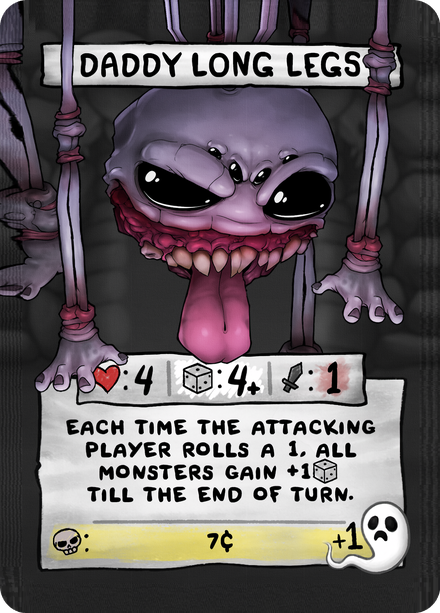 DADDY LONG LEGS
: 4 : 4+ : 1
EACH TIME THE ATTACKING
PLAYER ROLLS A 1, ALL
MONSTERS GAIN +1
TILL THE END OF TURN.
: 7¢ +1